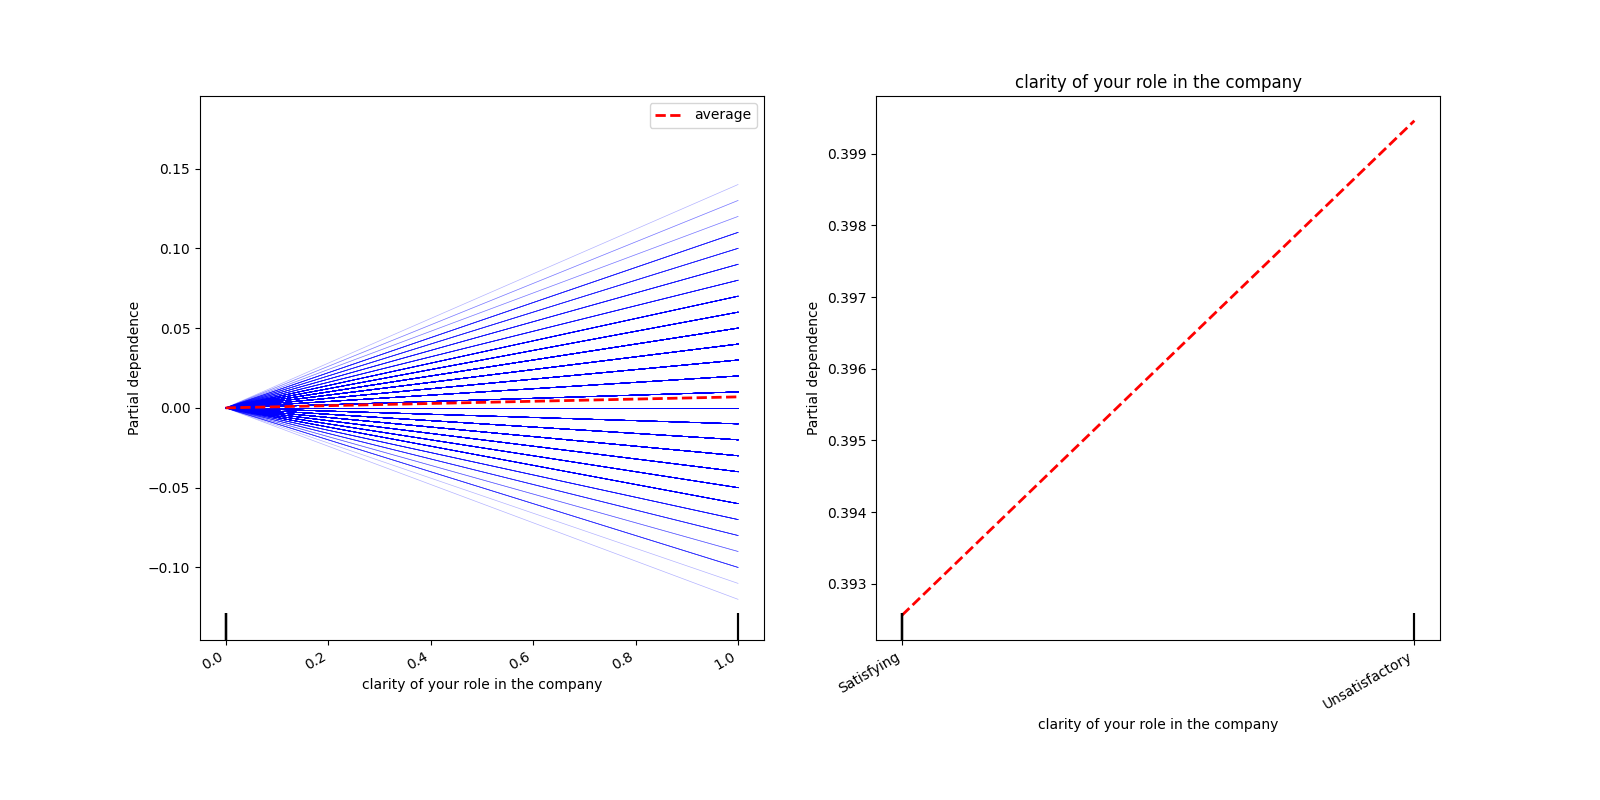 average
0.15
0.10
0.05
0.00
−0.05
−0.10
Partial dependence
0.0
0.2
0.4
0.6
0.8
1.0
clarity of your role in the company
clarity of your role in the company
0.399
0.398
0.397
0.396
0.395
0.394
0.393
Partial dependence
Satisfying
Unsatisfactory
clarity of your role in the company